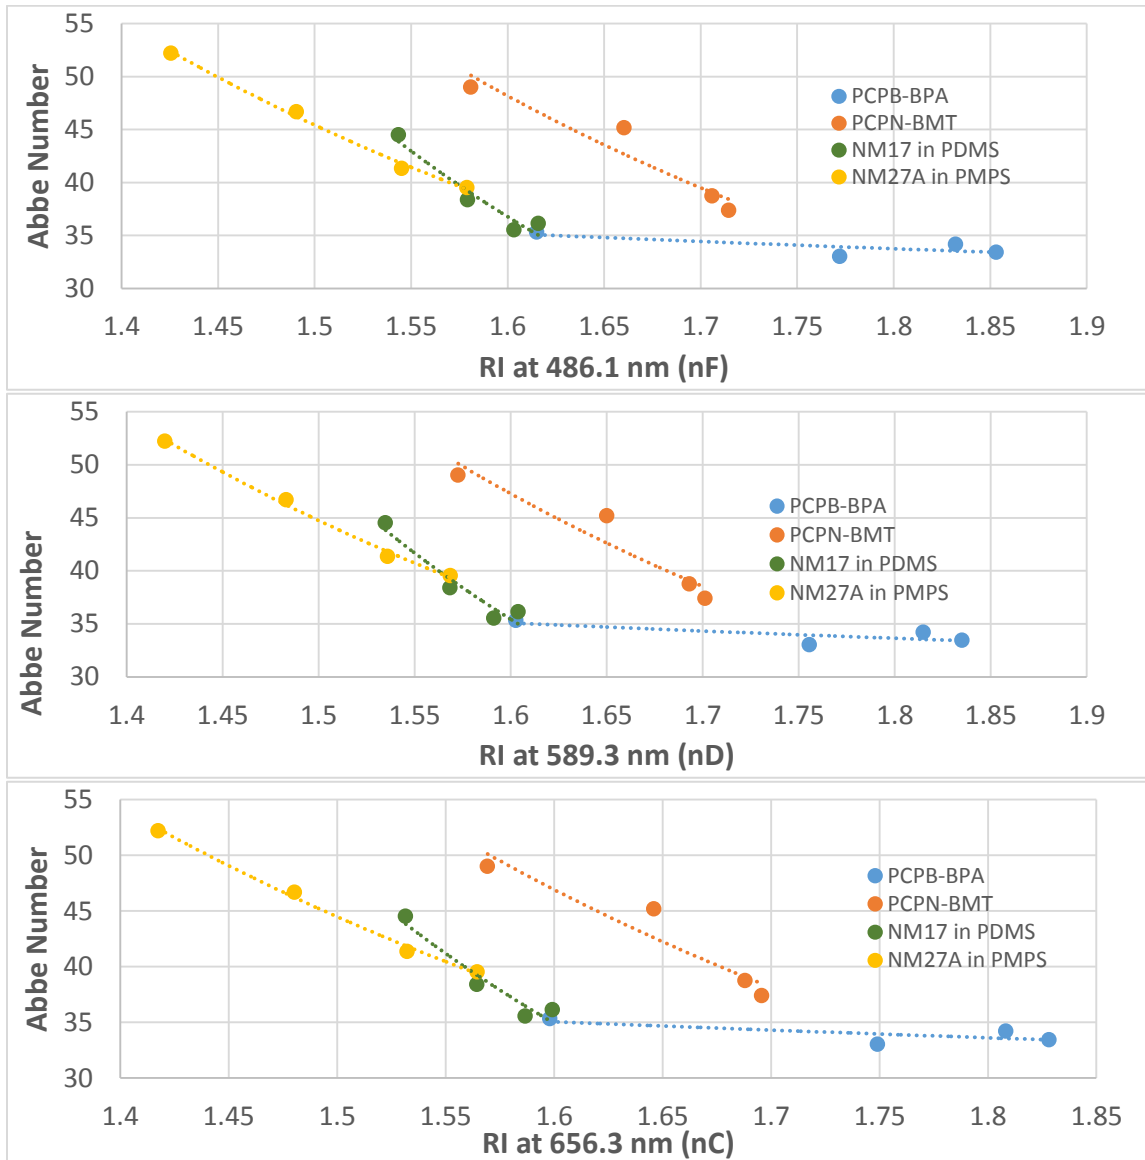 Abbe Number
55
50
45
40
35
30
PCPB-BPA
PCPN-BMT
NM17 in PDMS
NM27A in PMPS
1.4 1.45 1.5 1.55 1.6 1.65 1.7 1.75 1.8 1.85 1.9
RI at 486.1 nm (nF)
Abbe Number
55
50
45
40
35
30
PCPB-BPA
PCPN-BMT
NM17 in PDMS
NM27A in PMPS
1.4 1.45 1.5 1.55 1.6 1.65 1.7 1.75 1.8 1.85 1.9
RI at 589.3 nm (nD)
Abbe Number
55
50
45
40
35
30
PCPB-BPA
PCPN-BMT
NM17 in PDMS
NM27A in PMPS
1.4 1.45 1.5 1.55 1.6 1.65 1.7 1.75 1.8 1.85
RI at 656.3 nm (nC)